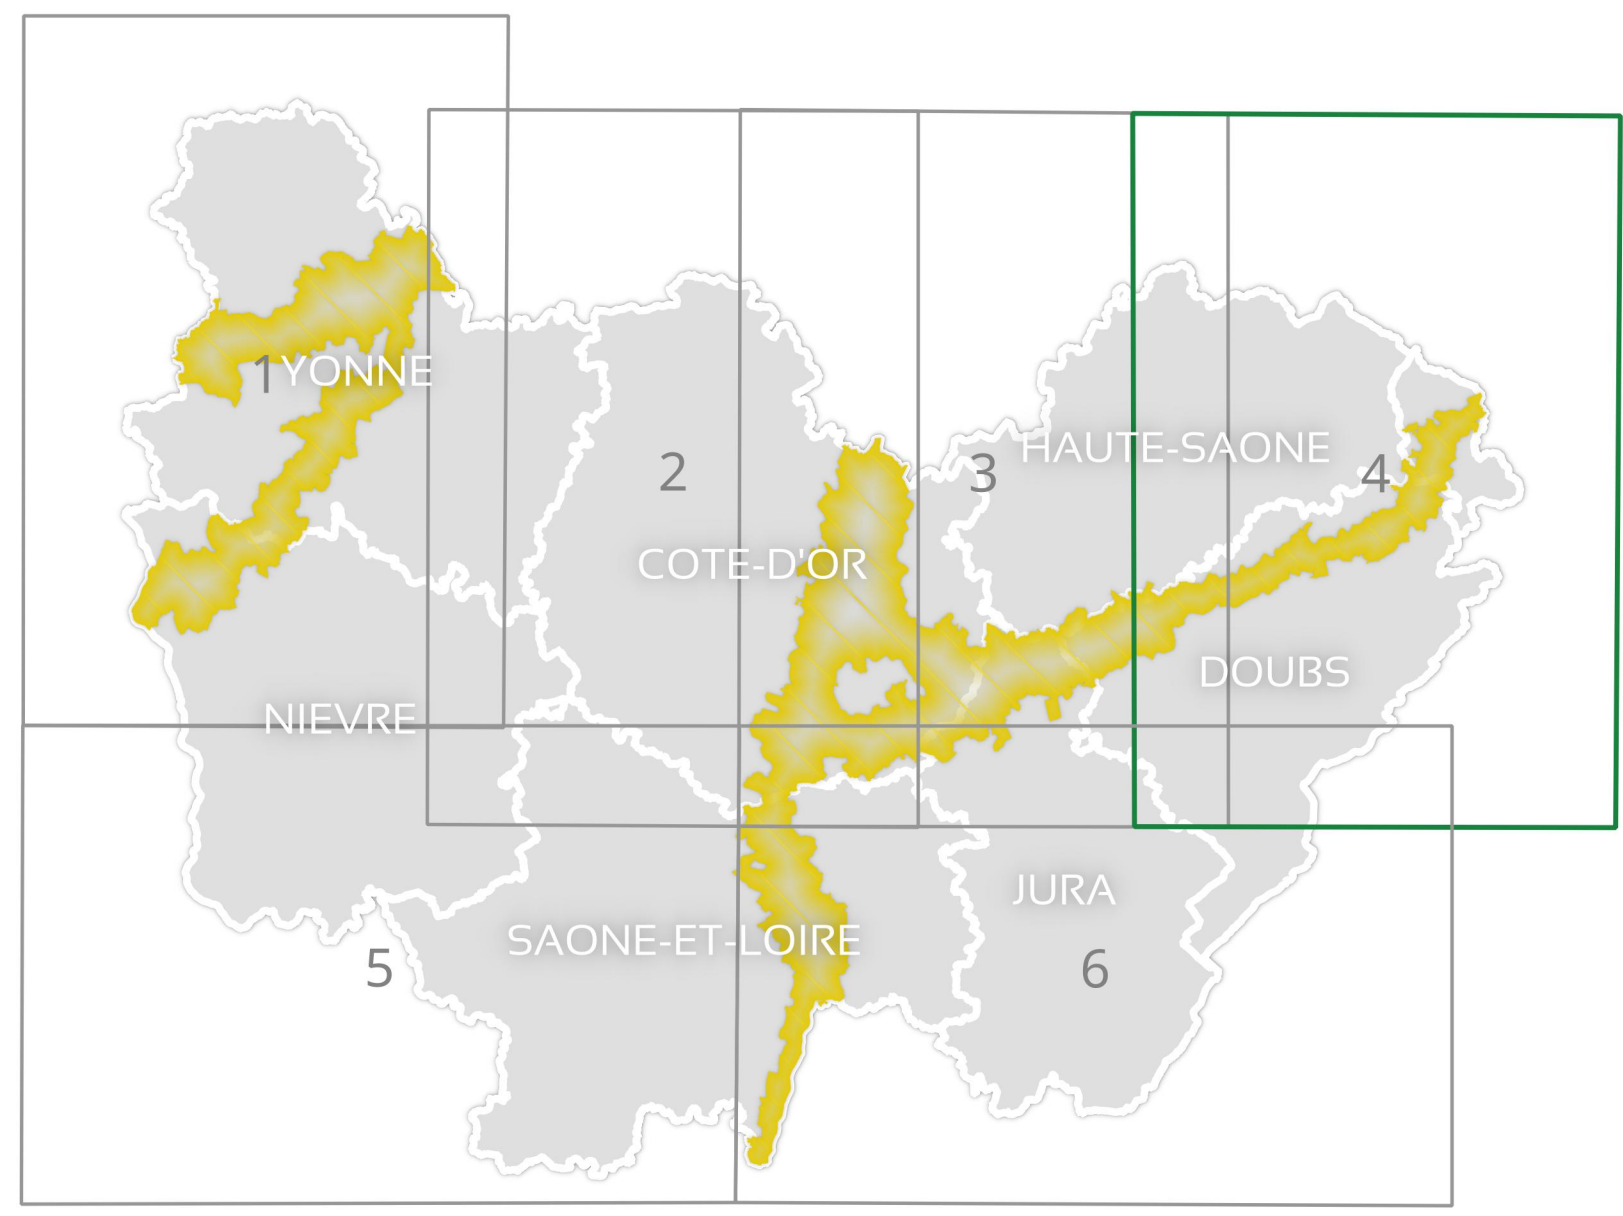 1 YONNE
2
3
HAUTE-SAONE
4
COTE-D'OR
DOUBS
NIEVRE
JURA
SAONE-ET-LOIRE
5
6